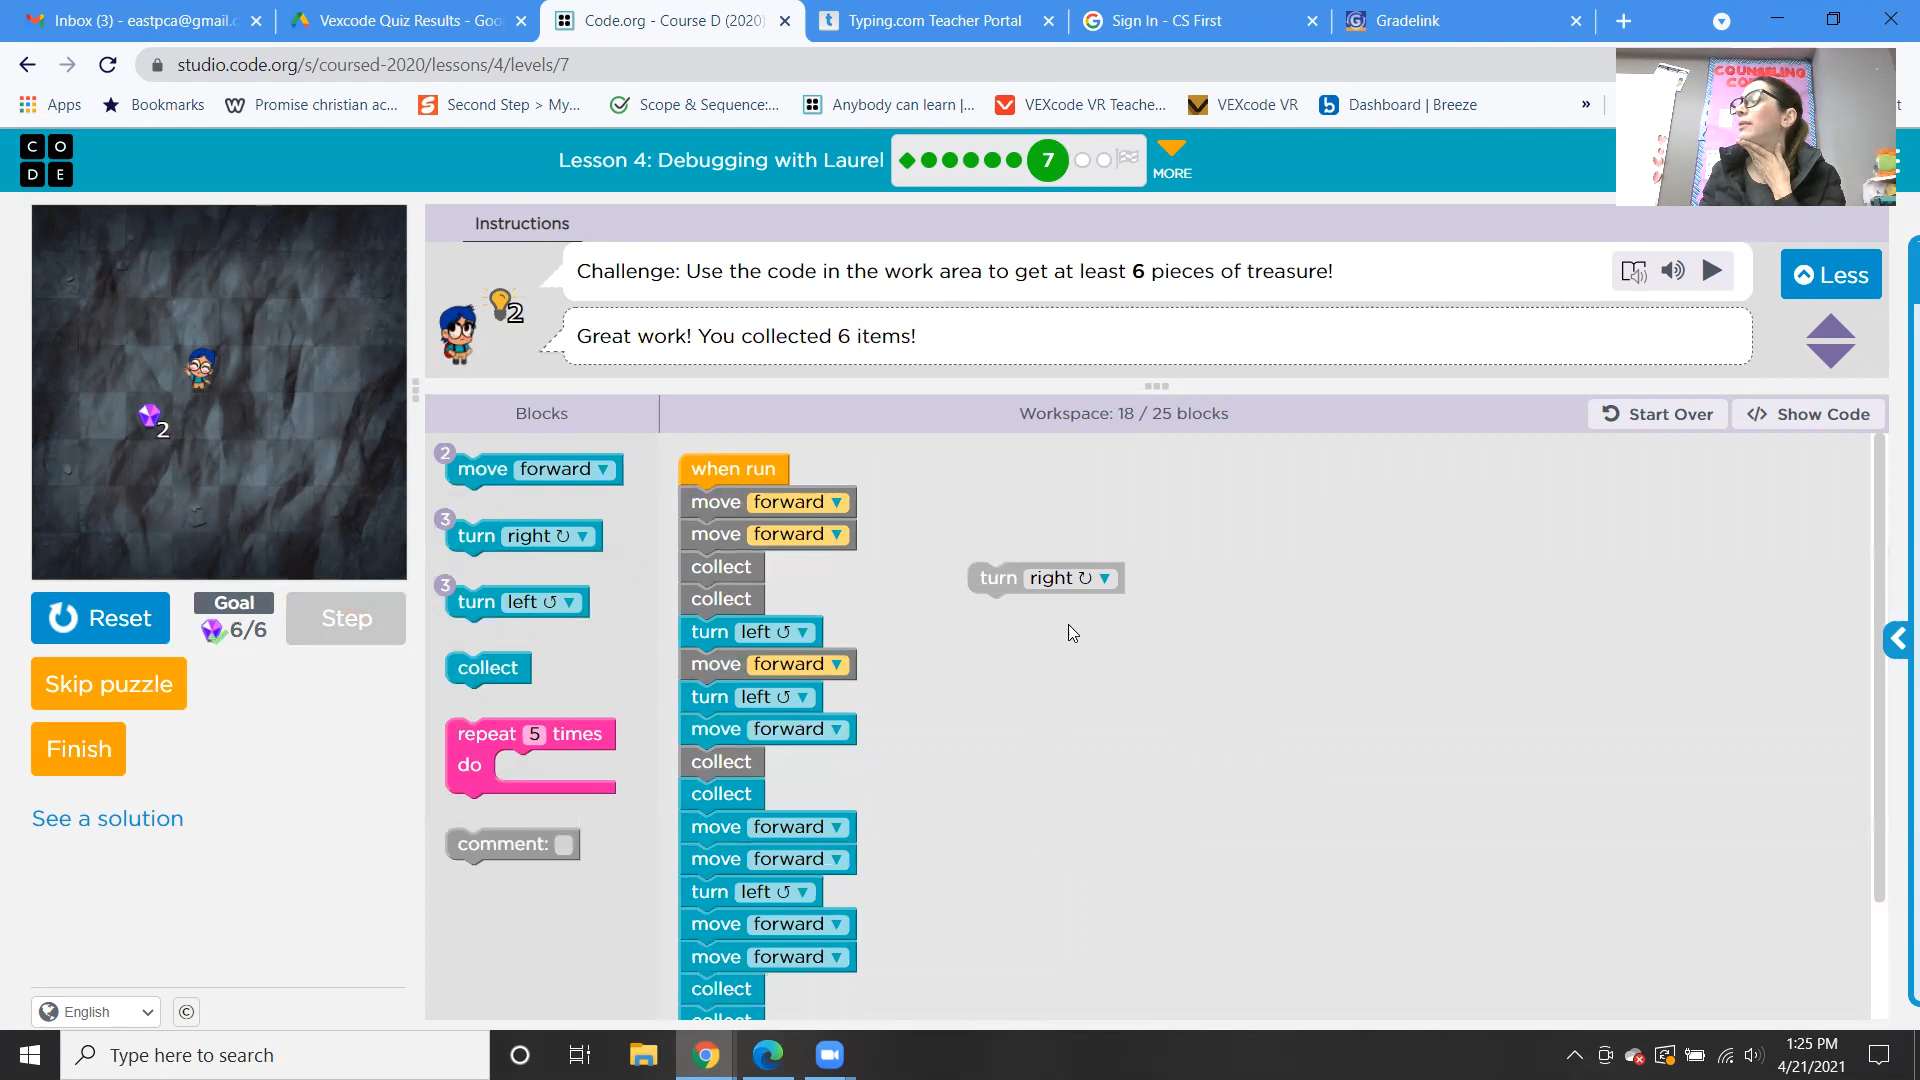 Inbox (3) - eastpca@gmail.c
Vexcode Quiz Results - Goo
Code.org - Course D (2020)
Typing.com Teacher Portal
Sign In - CS First
Gradelink
studio.code.org/s/coursed-2020/lessons/4/levels/7
Apps
Bookmarks
Promise christian ac...
Second Step > My...
Scope & Sequence:...
Anybody can learn |...
VEXcode VR Teache...
VEXcode VR
Dashboard | Breeze
»
COUNSELING
C O
D E
Lesson 4: Debugging with Laurel
7
MORE
Instructions
Challenge: Use the code in the work area to get at least 6 pieces of treasure!
Less
2
Great work! You collected 6 items!
2
Reset
Goal
6/6
Step
Skip puzzle
Finish
See a solution
English
©
Blocks
Workspace: 18 / 25 blocks
Start Over
</> Show Code
2
move forward
3
turn right ↻
3
turn left ↺
collect
repeat 5 times
do
comment:
when run
move forward
move forward
collect
collect
turn left ↺
move forward
turn left ↺
move forward
collect
collect
move forward
move forward
turn left ↺
move forward
move forward
collect
collect
turn right ↻
Type here to search
1:25 PM
4/21/2021